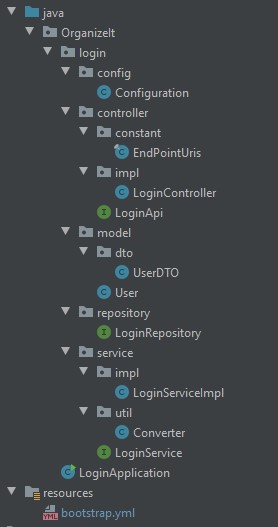 java
OrganizeIt
login
config
Configuration
controller
constant
EndPointUris
impl
LoginController
LoginApi
model
dto
UserDTO
User
repository
LoginRepository
service
impl
LoginServiceImpl
util
Converter
LoginService
LoginApplication
resources
bootstrap.yml